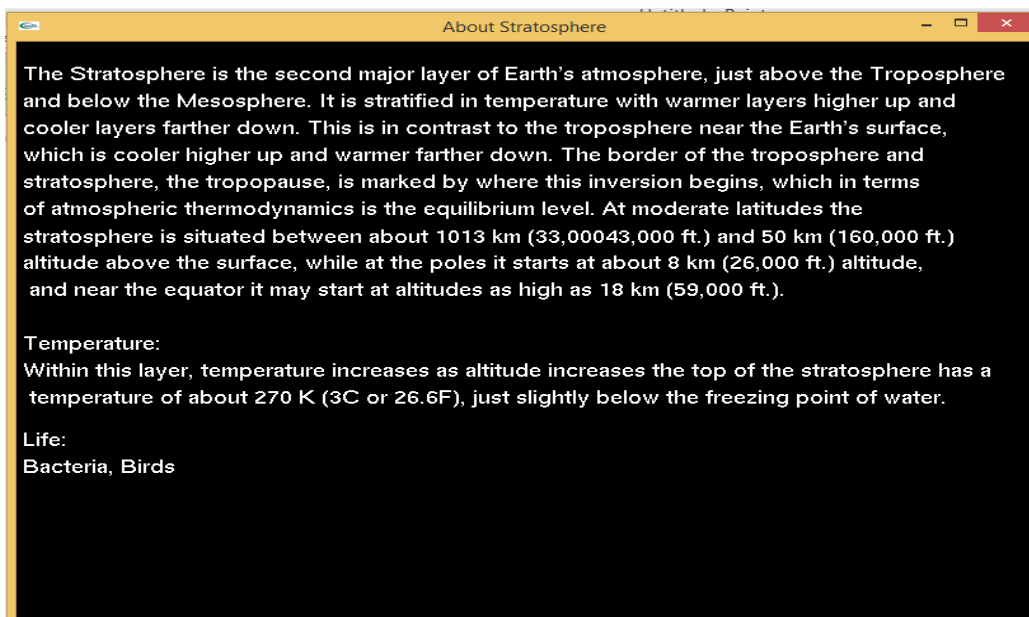 About Stratosphere
The Stratosphere is the second major layer of Earth's atmosphere, just above the Troposphere
and below the Mesosphere. It is stratified in temperature with warmer layers higher up and
cooler layers farther down. This is in contrast to the troposphere near the Earth's surface,
which is cooler higher up and warmer farther down. The border of the troposphere and
stratosphere, the tropopause, is marked by where this inversion begins, which in terms
of atmospheric thermodynamics is the equilibrium level. At moderate latitudes the
stratosphere is situated between about 1013 km (33,00043,000 ft.) and 50 km (160,000 ft.)
altitude above the surface, while at the poles it starts at about 8 km (26,000 ft.) altitude,
and near the equator it may start at altitudes as high as 18 km (59,000 ft.).
Temperature:
Within this layer, temperature increases as altitude increases the top of the stratosphere has a
temperature of about 270 K (3C or 26.6F), just slightly below the freezing point of water.
Life:
Bacteria, Birds